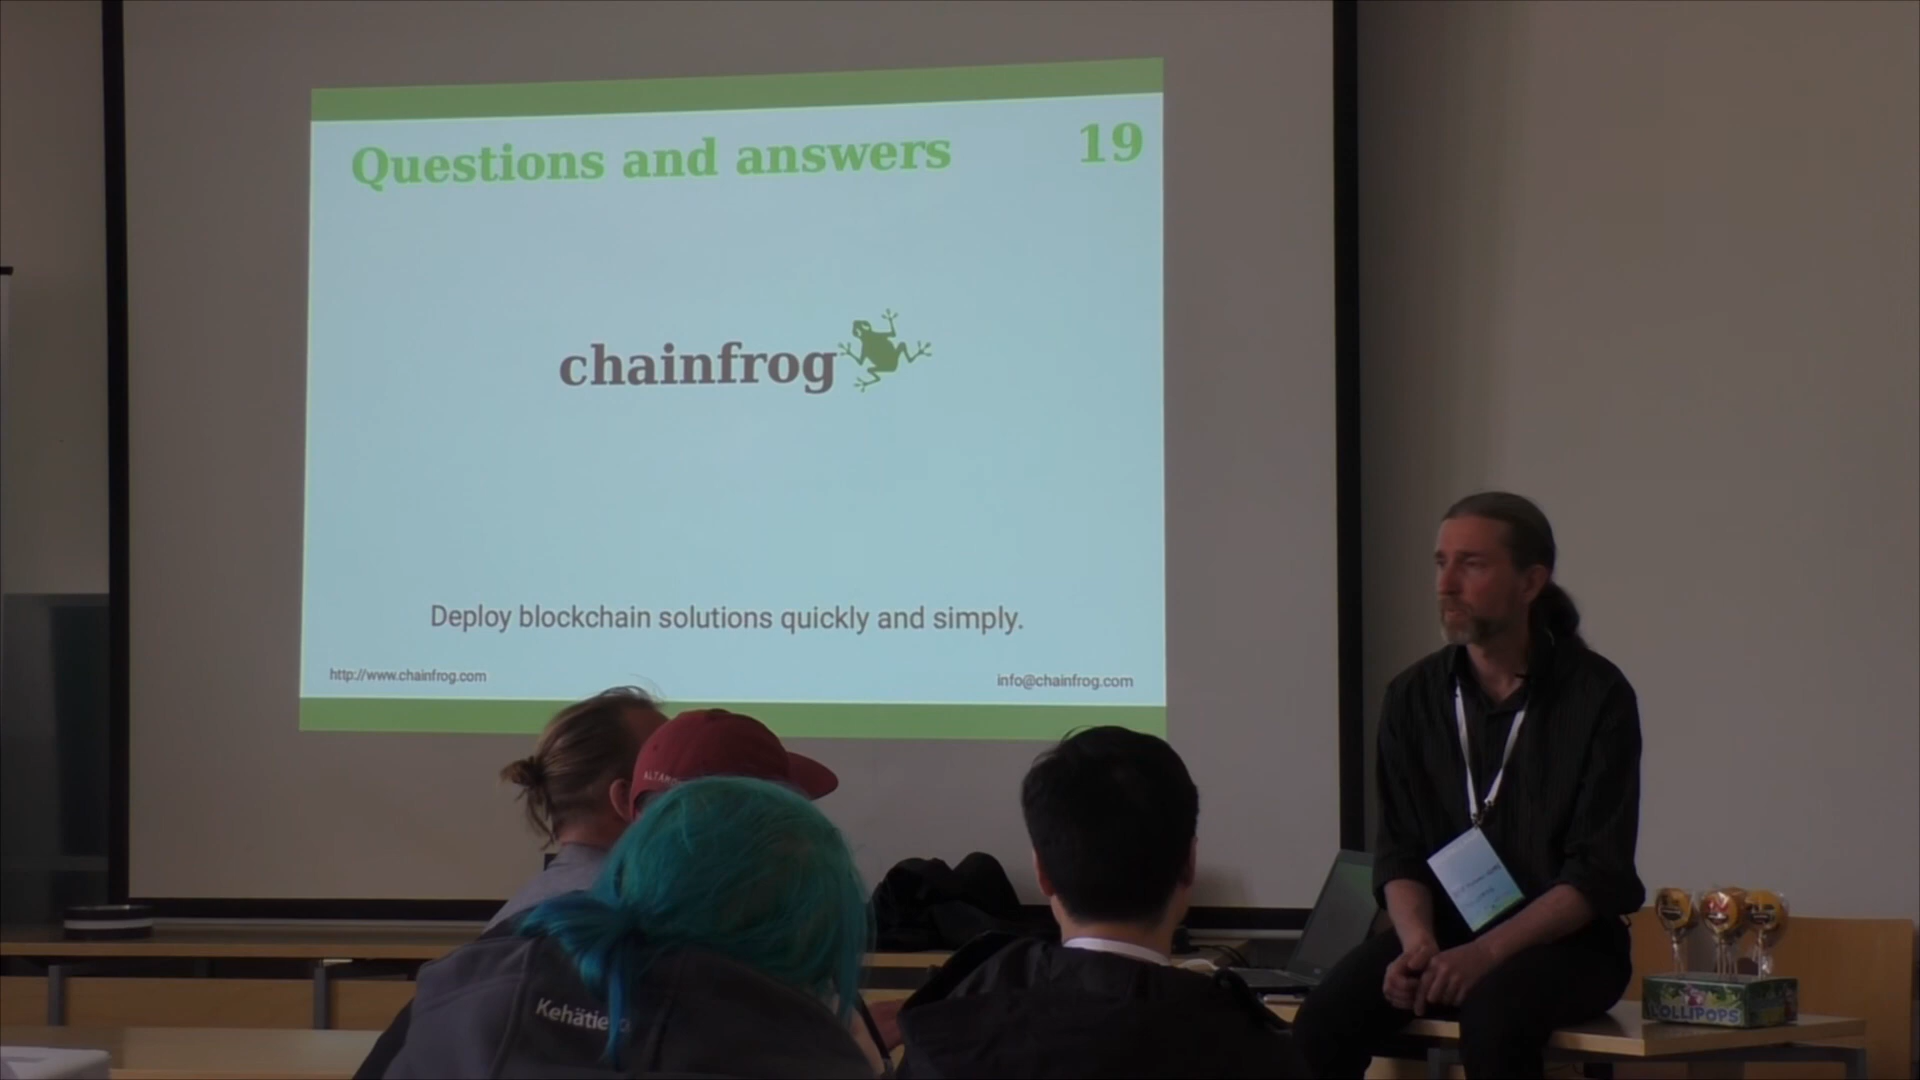 Questions and answers
19
chainfrog
Deploy blockchain solutions quickly and simply.
http://www.chainfrog.com
info@chainfrog.com
LOLLIPOPS